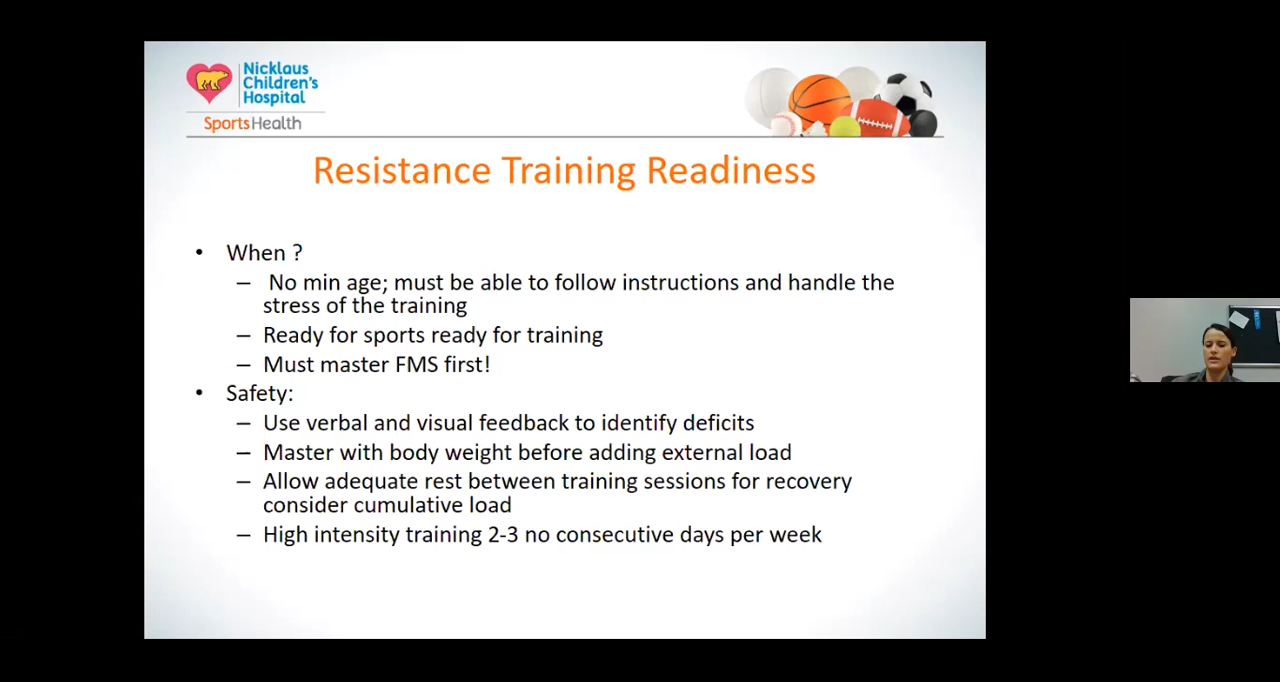 Nicklaus
Children's
Hospital
SportsHealth
Resistance Training Readiness
• When ?
– No min age; must be able to follow instructions and handle the
stress of the training
– Ready for sports ready for training
– Must master FMS first!
• Safety:
– Use verbal and visual feedback to identify deficits
– Master with body weight before adding external load
– Allow adequate rest between training sessions for recovery
consider cumulative load
– High intensity training 2-3 no consecutive days per week